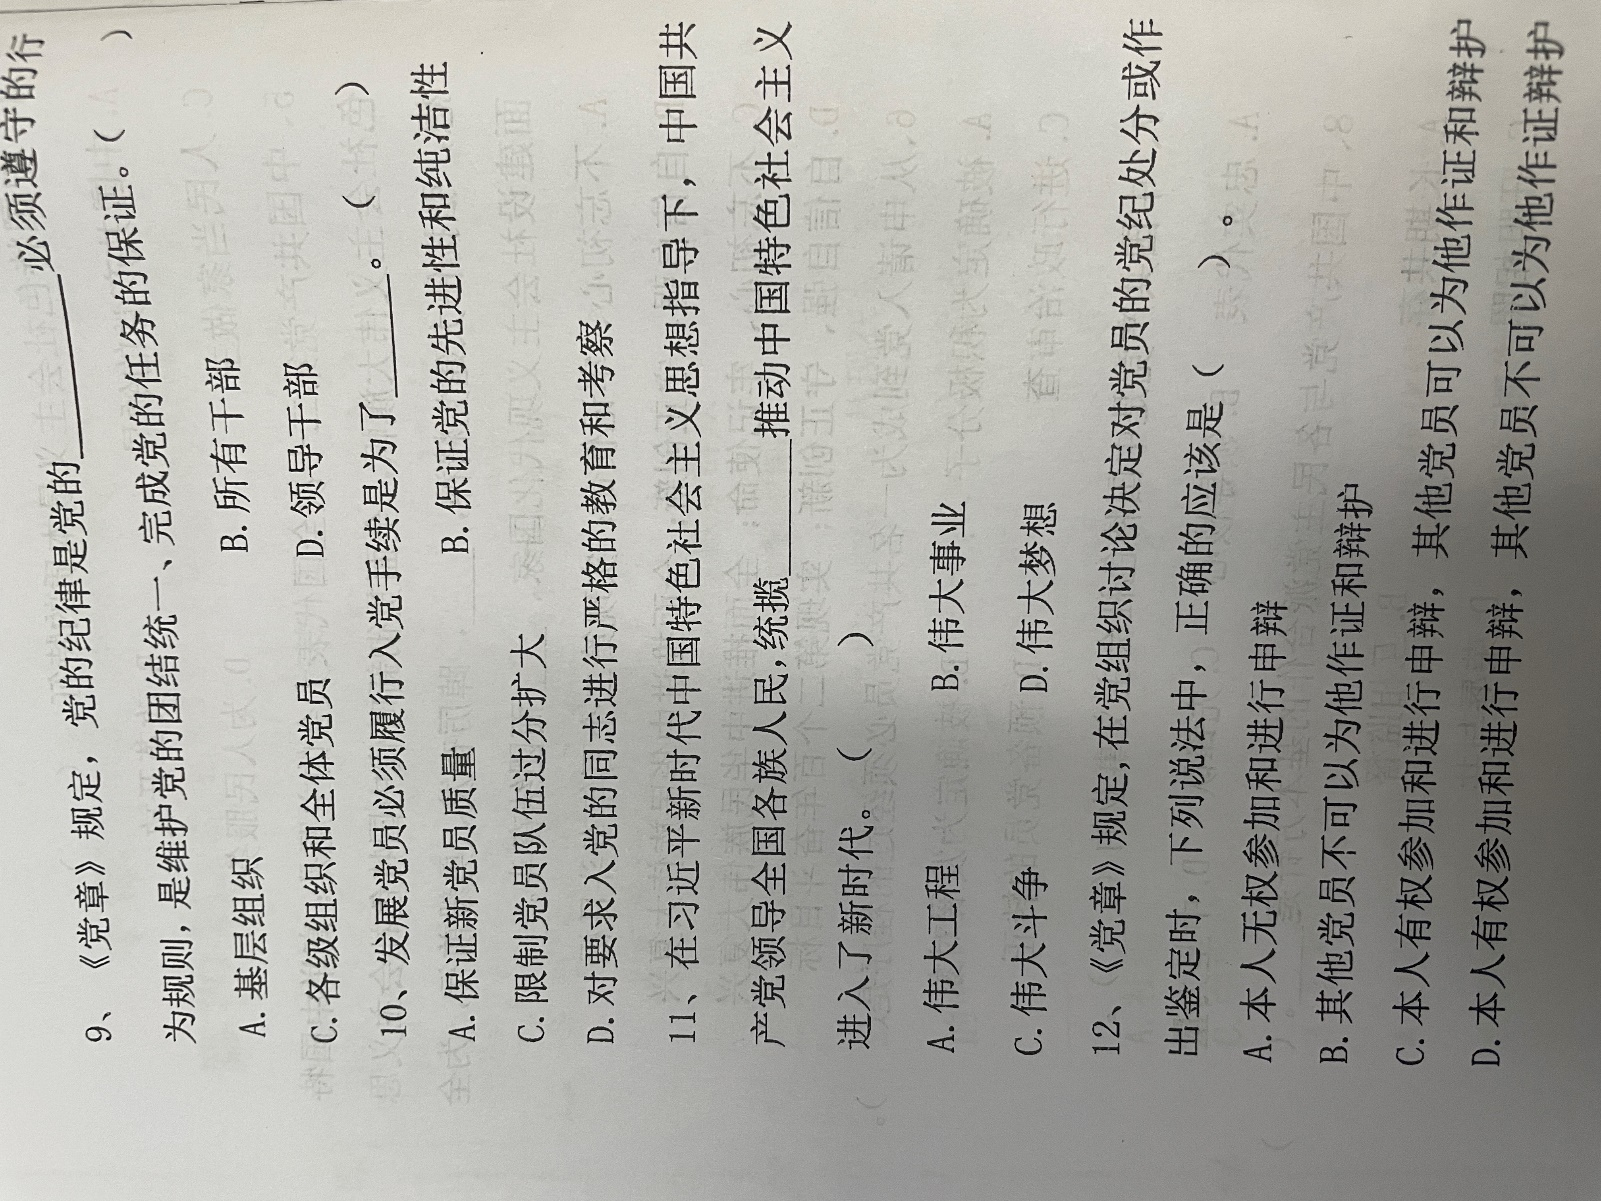 9、《党章》规定，党的纪律是党的________必须遵守的行
为规则，是维护党的团结统一、完成党的任务的保证。（　　）
A.基层组织　　B.所有干部
C.各级组织和全体党员　　D.领导干部
10、发展党员必须履行入党手续是为了____。（　　）
A.保证新党员质量　　B.保证党的先进性和纯洁性
C.限制党员队伍过分扩大
D.对要求入党的同志进行严格的教育和考察
11、在习近平新时代中国特色社会主义思想指导下，中国共
产党领导全国各族人民,统揽______推动中国特色社会主义
进入了新时代。（　　）
A.伟大工程　　B.伟大事业
C.伟大斗争　　D.伟大梦想
12、《党章》规定,在党组织讨论决定对党员的党纪处分或作
出鉴定时，下列说法中，正确的应该是（　　）。
A.本人无权参加和进行申辩
B.其他党员不可以为他作证和辩护
C.本人有权参加和进行申辩，其他党员可以为他作证和辩护
D.本人有权参加和进行申辩，其他党员不可以为他作证辩护